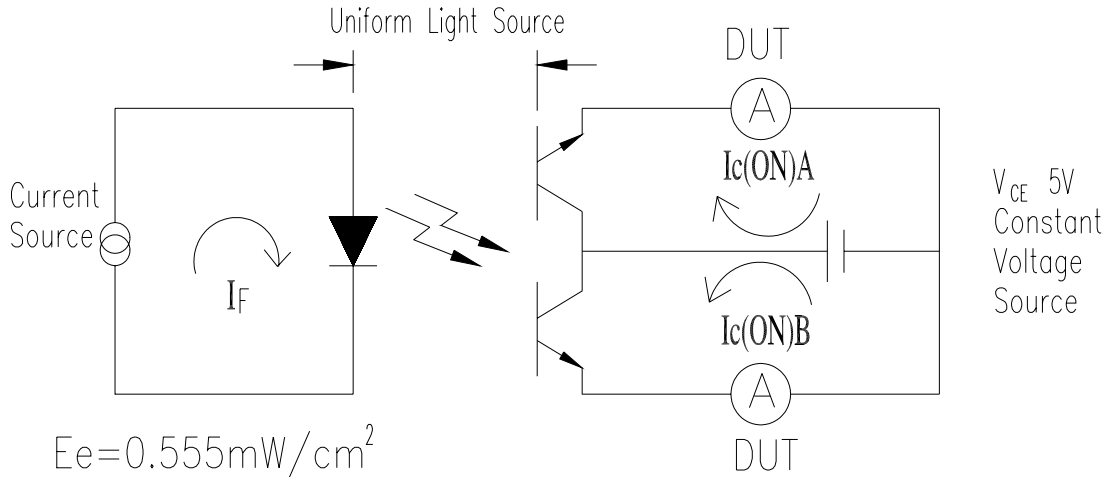 Uniform Light Source
DUT
A
Ic(ON)A
Current
Source
IF
VCE 5V
Constant
Voltage
Source
Ic(ON)B
A
DUT
Ee=0.555mW/cm²